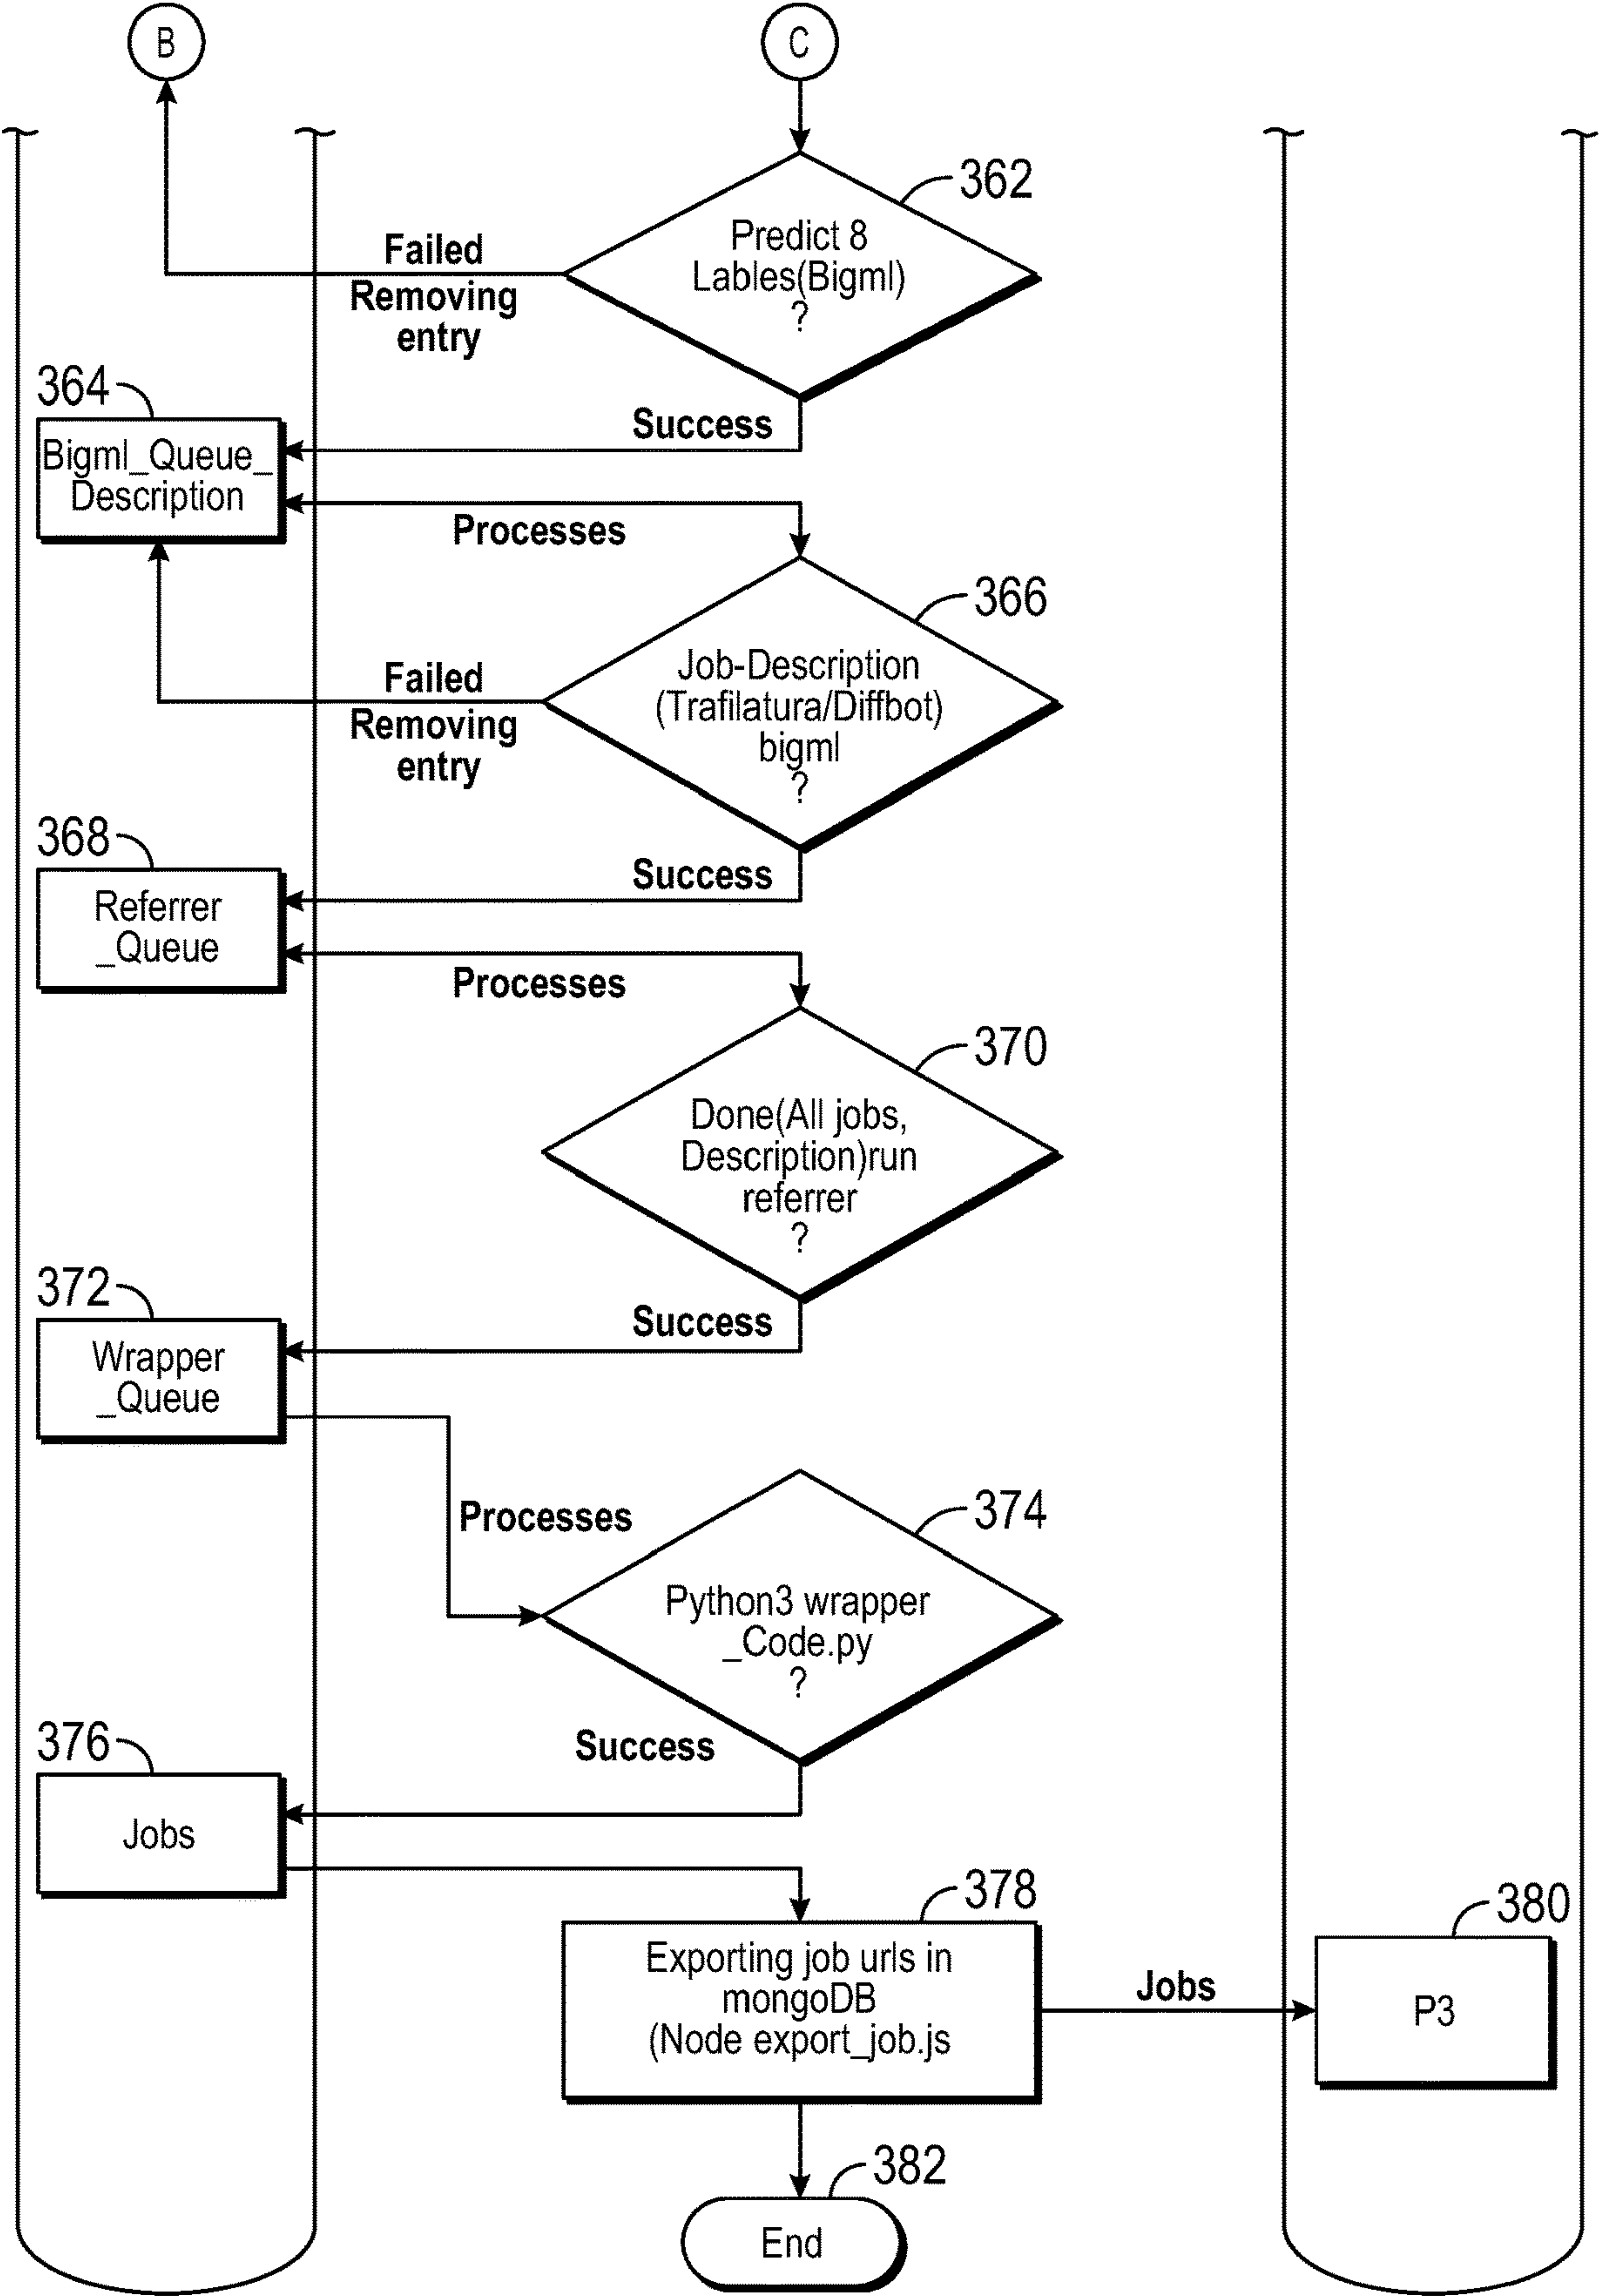 B
C
362
Predict 8
Lables(Bigml)
?
Failed
Removing
entry
364
Success
Bigml_Queue_
Description
Processes
366
Job-Description
(Trafilatura/Diffbot)
bigml
?
Failed
Removing
entry
368
Success
Referrer
_Queue
Processes
370
Done(All jobs,
Description)run
referrer
?
372
Success
Wrapper
_Queue
Processes
374
Python3 wrapper
_Code.py
?
376
Success
Jobs
378
Exporting job urls in
mongoDB
(Node export_job.js
Jobs
380
P3
382
End